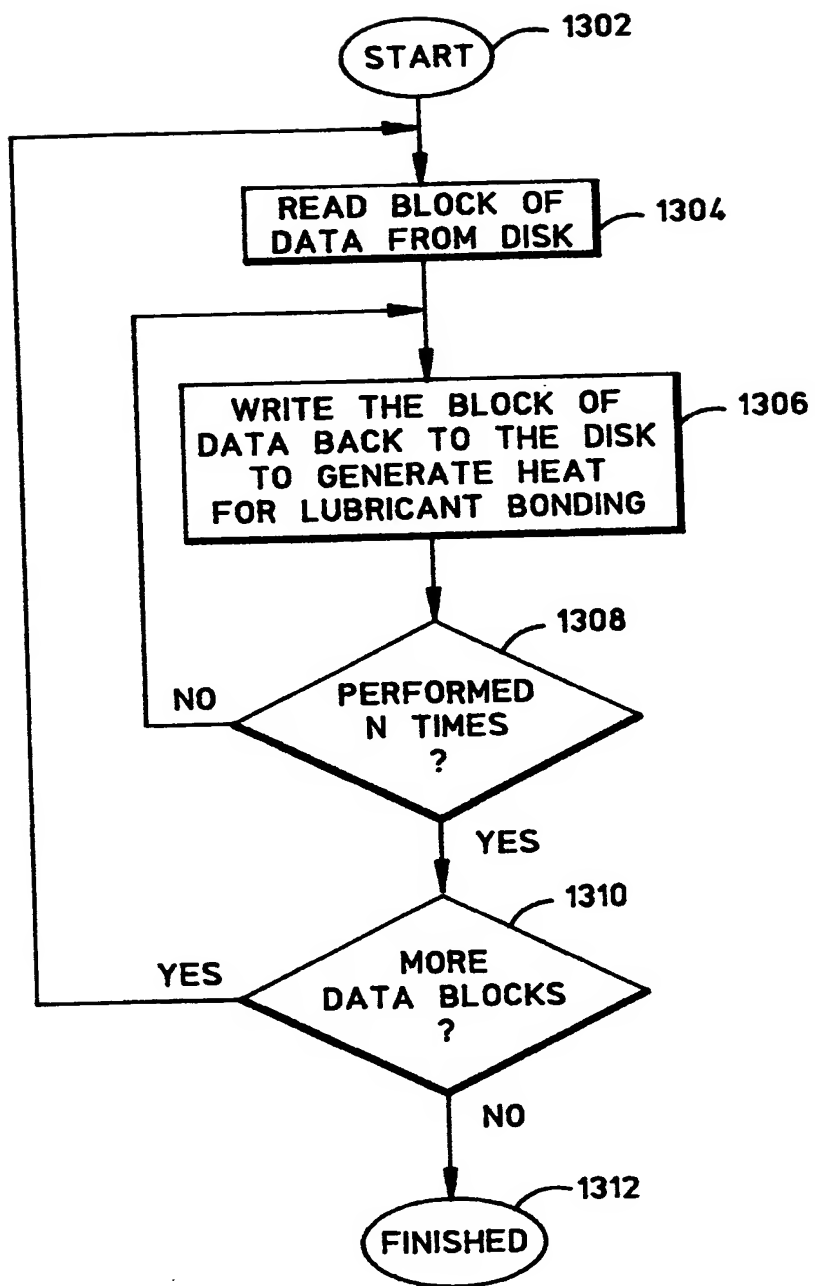 1302
START
READ BLOCK OF
DATA FROM DISK
1304
WRITE THE BLOCK OF
DATA BACK TO THE DISK
TO GENERATE HEAT
FOR LUBRICANT BONDING
1306
1308
PERFORMED
N TIMES
?
NO
YES
1310
MORE
DATA BLOCKS
?
YES
NO
1312
FINISHED